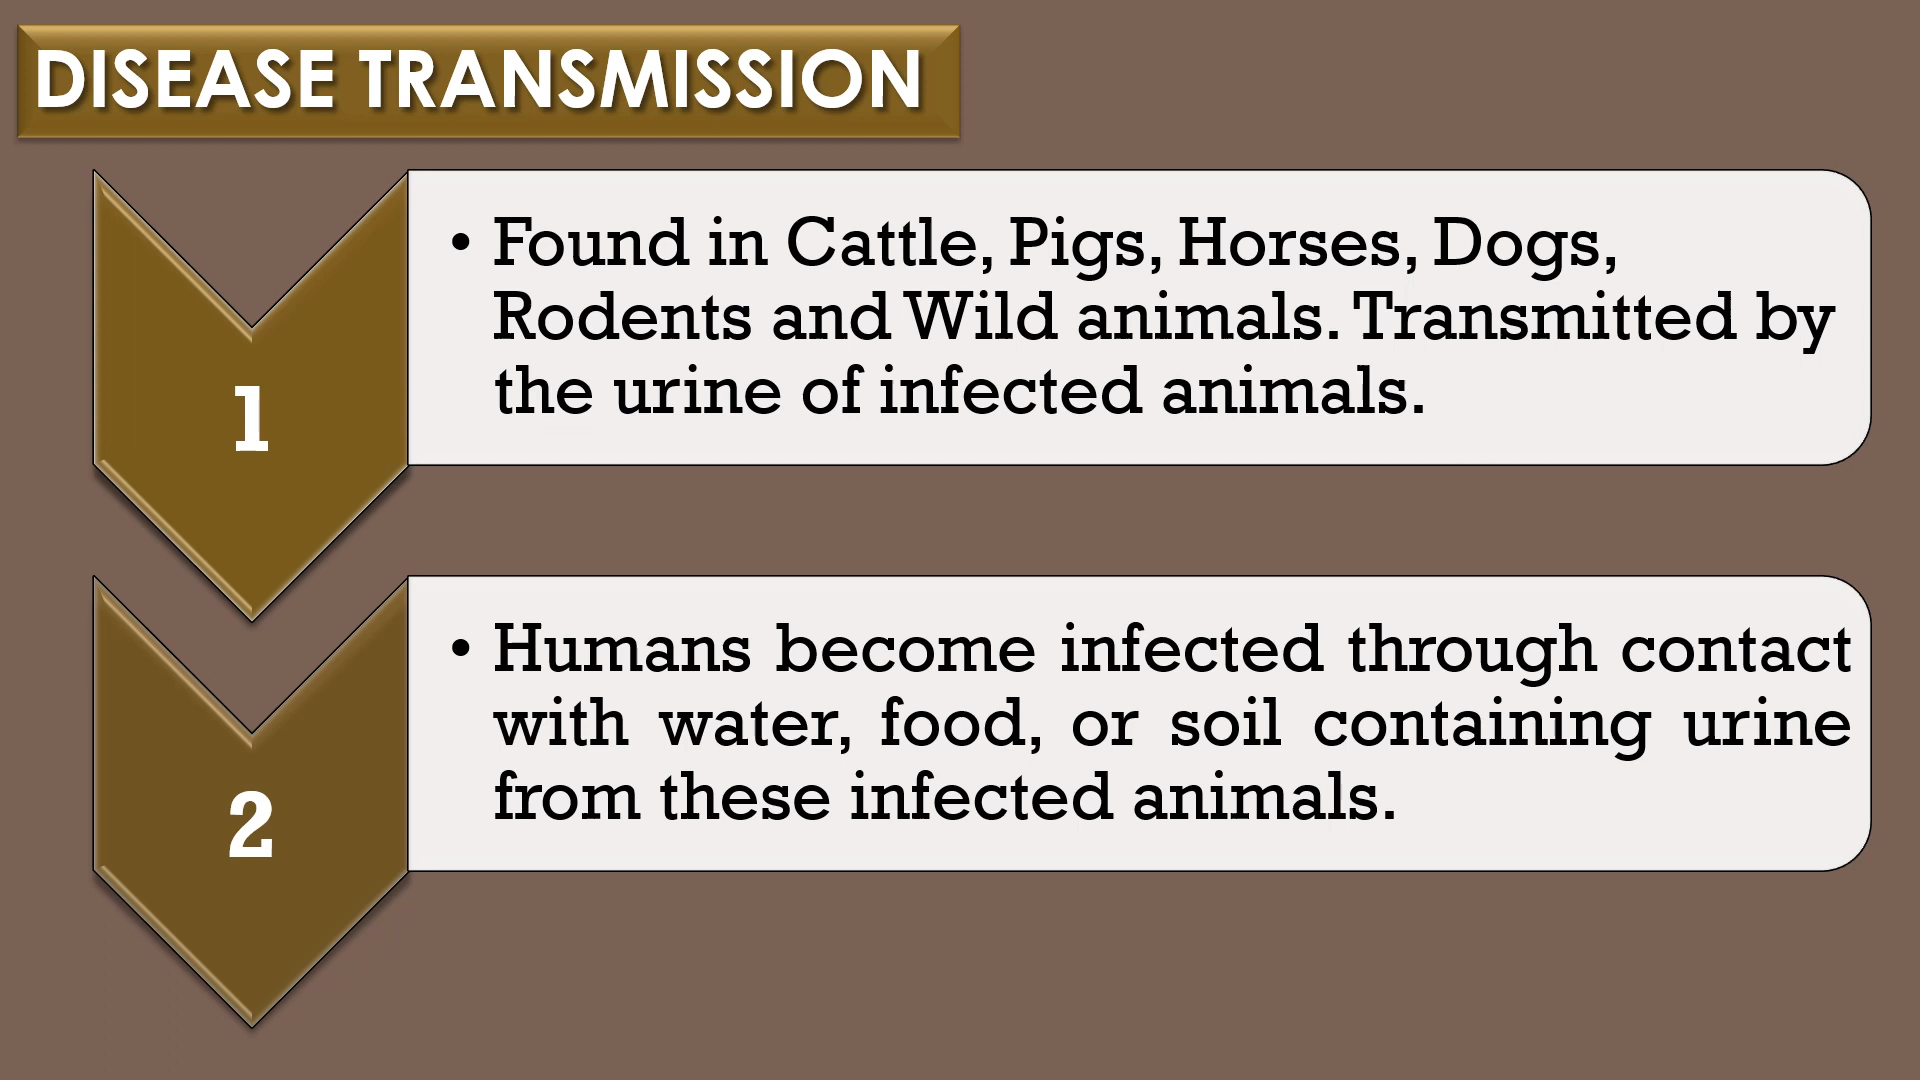 DISEASE TRANSMISSION
1
• Found in Cattle, Pigs, Horses, Dogs,
Rodents and Wild animals. Transmitted by
the urine of infected animals.
2
• Humans become infected through contact
with water, food, or soil containing urine
from these infected animals.